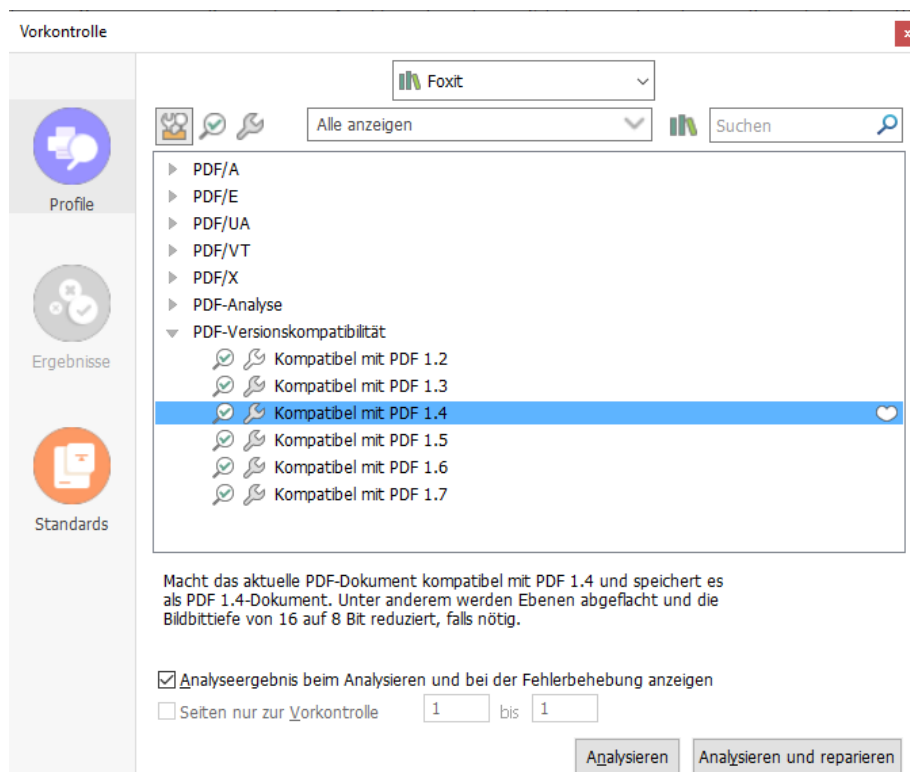 Vorkontrolle
Foxit
Alle anzeigen
Suchen
Profile
Ergebnisse
Standards
PDF/A
PDF/E
PDF/UA
PDF/VT
PDF/X
PDF-Analyse
PDF-Versionskompatibilität
Kompatibel mit PDF 1.2
Kompatibel mit PDF 1.3
Kompatibel mit PDF 1.4
Kompatibel mit PDF 1.5
Kompatibel mit PDF 1.6
Kompatibel mit PDF 1.7
Macht das aktuelle PDF-Dokument kompatibel mit PDF 1.4 und speichert es
als PDF 1.4-Dokument. Unter anderem werden Ebenen abgeflacht und die
Bildbittiefe von 16 auf 8 Bit reduziert, falls nötig.
Analyseergebnis beim Analysieren und bei der Fehlerbehebung anzeigen
Seiten nur zur Vorkontrolle 1 bis 1
Analysieren Analysieren und reparieren